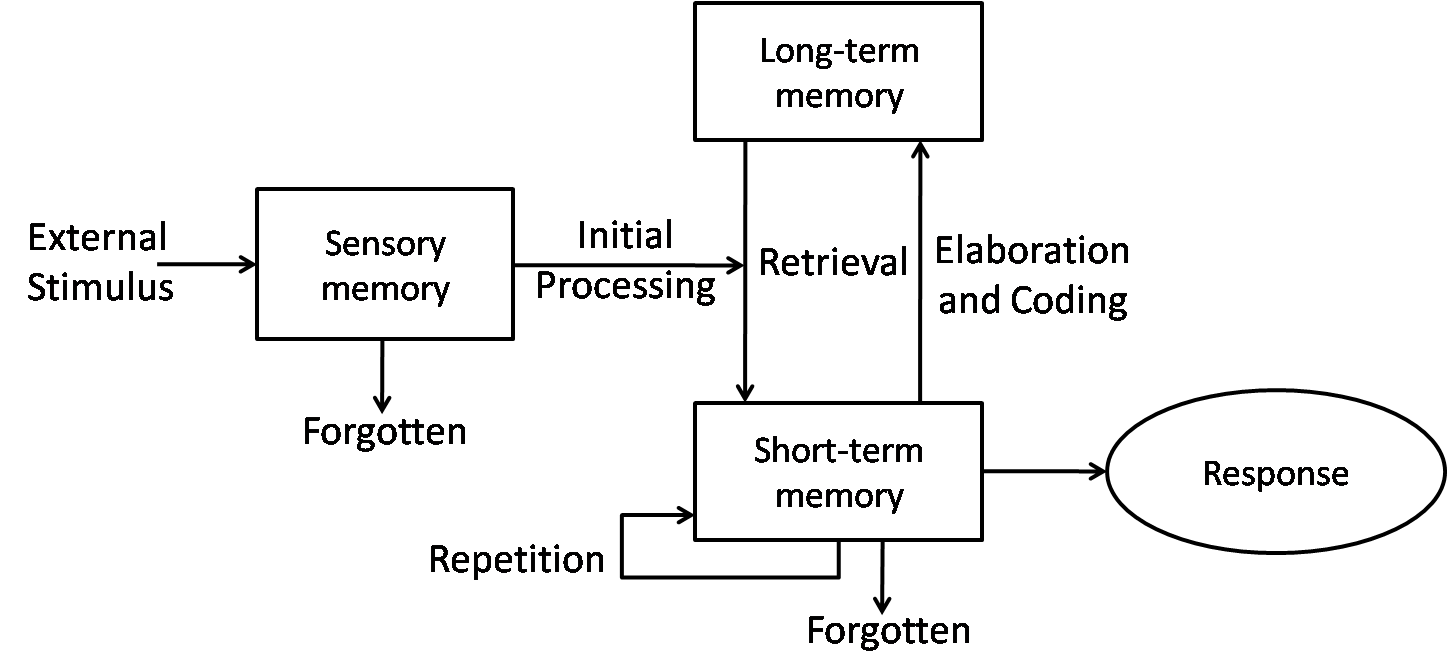 Long-term
memory
External
Stimulus
Sensory
memory
Initial
Processing
Retrieval
Elaboration
and Coding
Forgotten
Short-term
memory
Response
Repetition
Forgotten